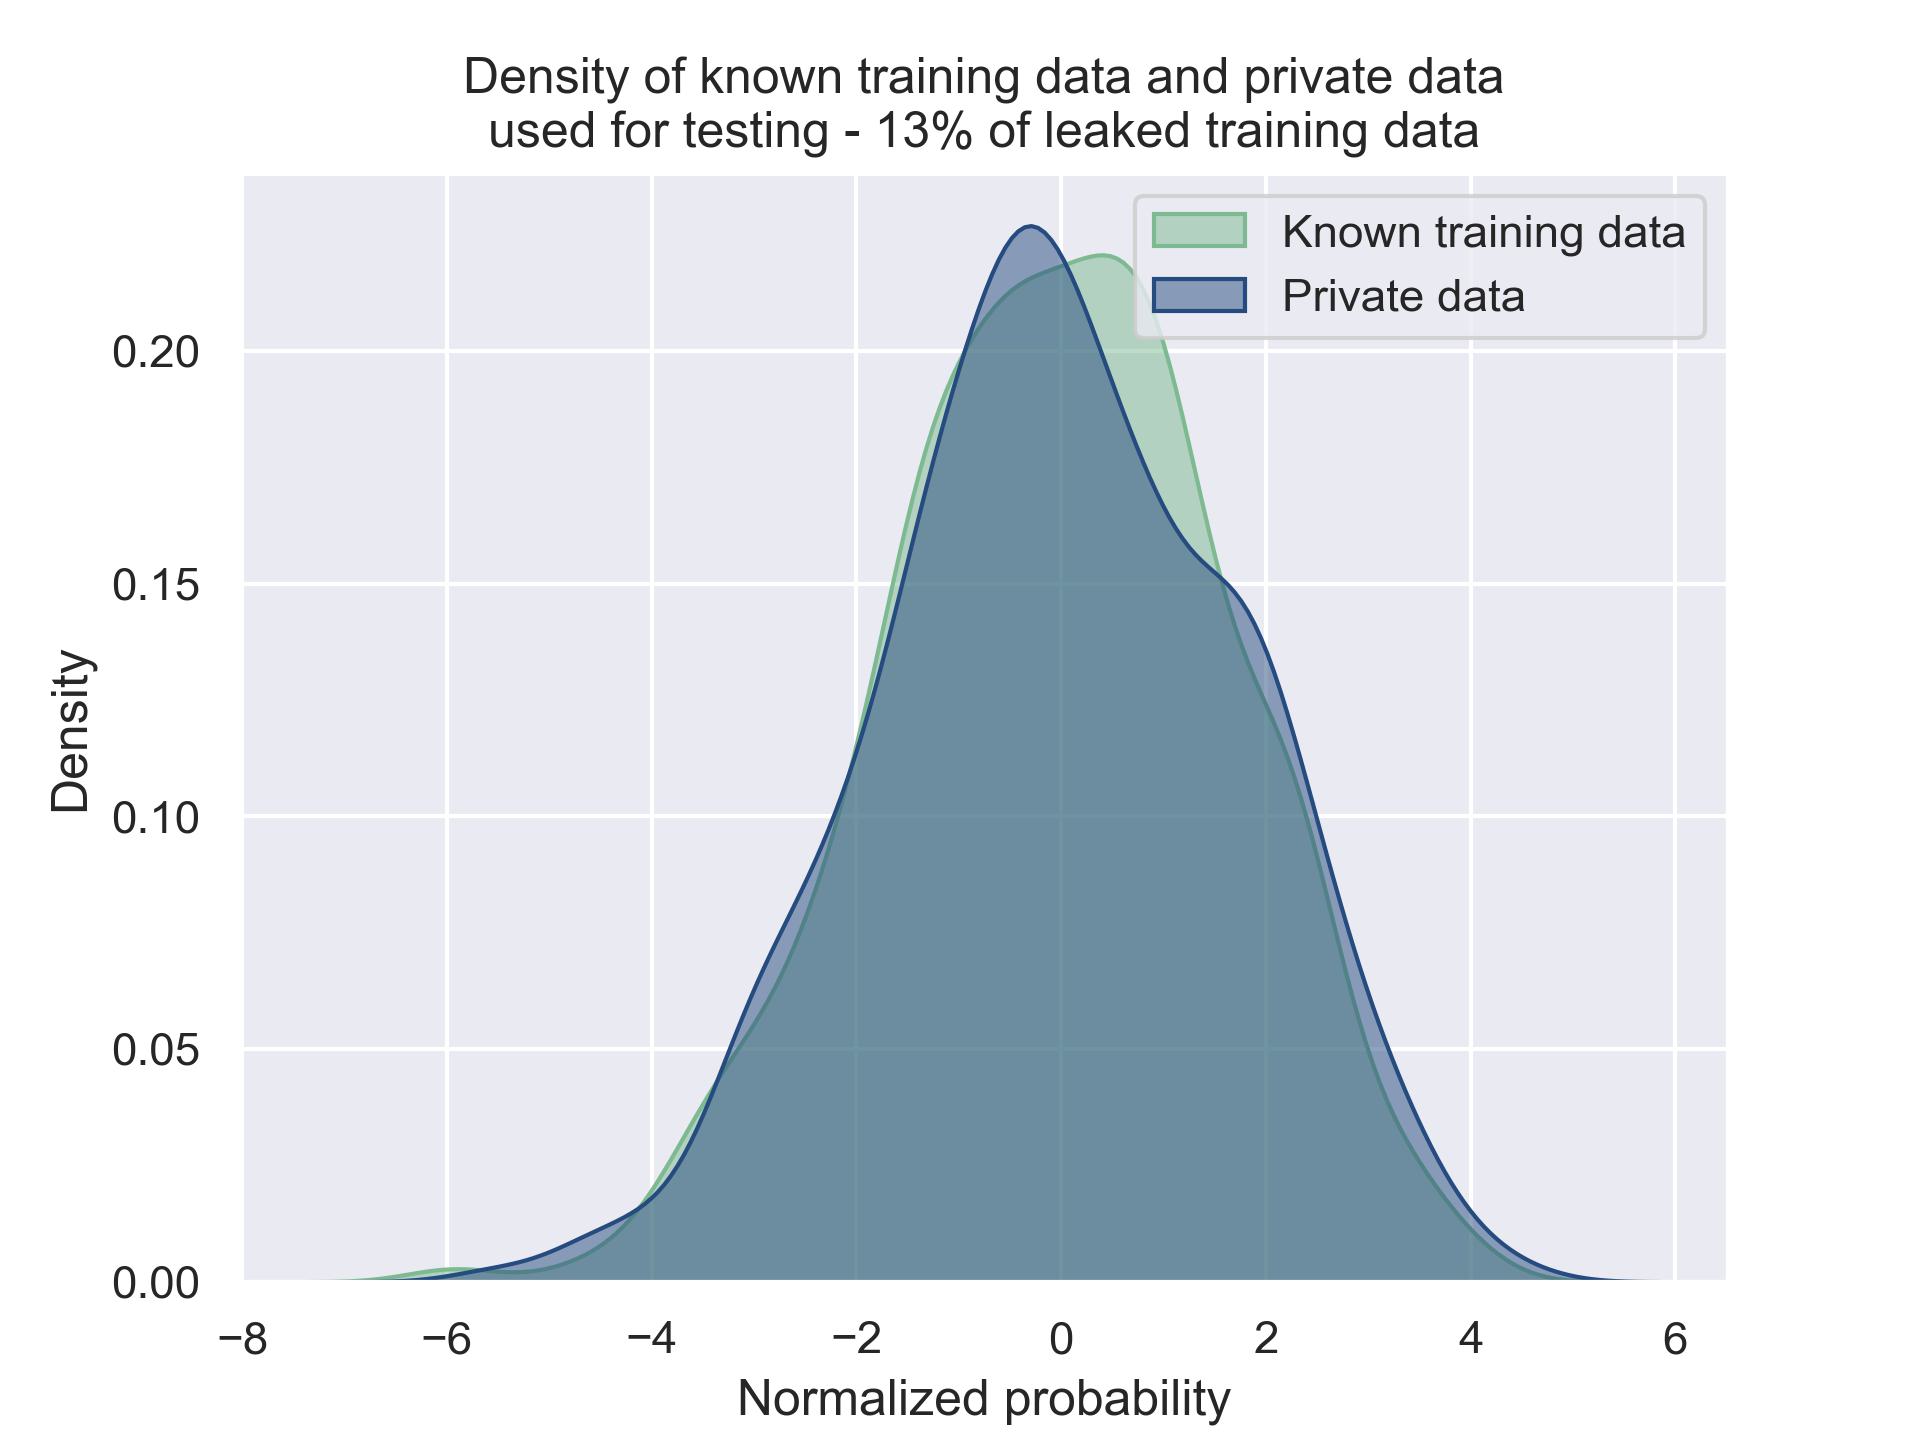 Density of known training data and private data
used for testing - 13% of leaked training data
Known training data
Private data
Density
0.20
0.15
0.10
0.05
0.00
−8 −6 −4 −2 0 2 4 6
Normalized probability